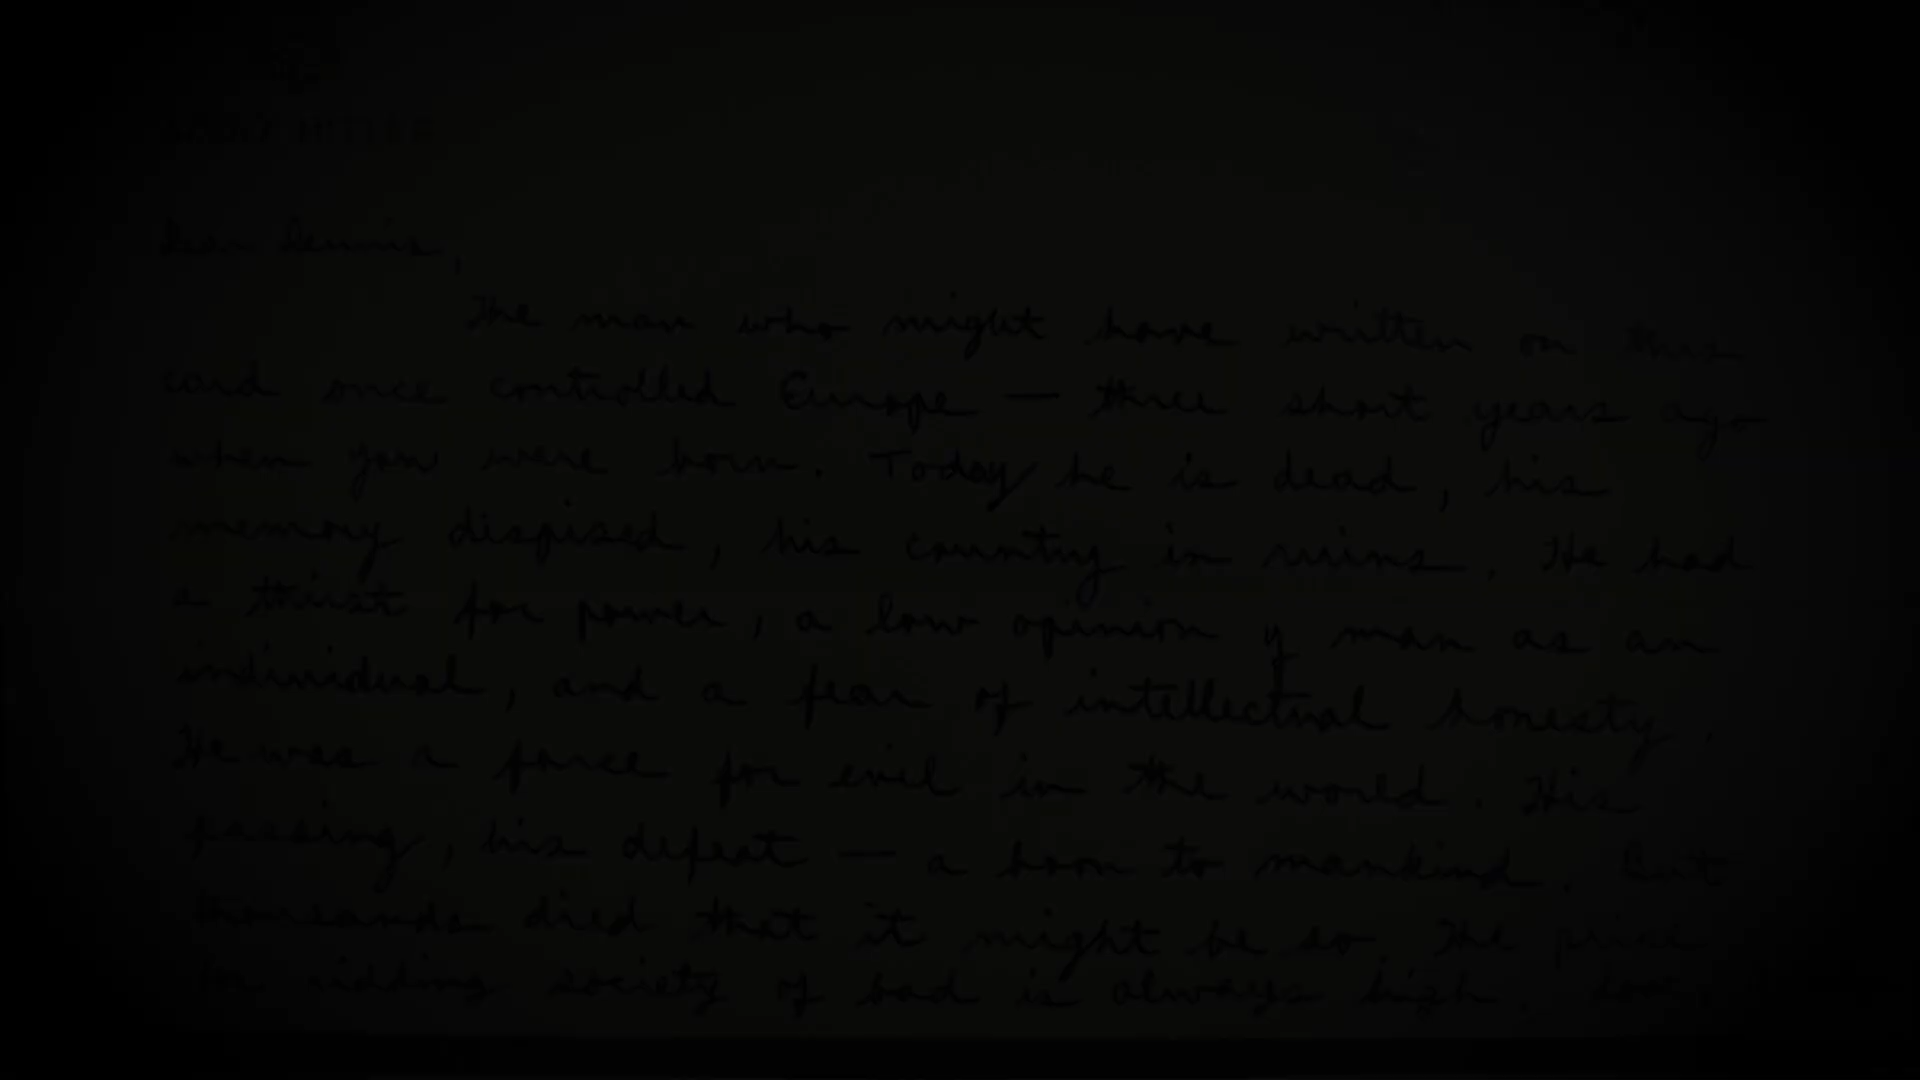 ADOLF HITLER
Dear Dennis,
The man who might have written on this
card once controlled Europe — three short years ago
when you were born. Today he is dead, his
memory dispised, his country in ruins. He had
a thirst for power, a low opinion of man as an
individual, and a fear of intellectual honesty.
He was a force for evil in the world. His
passing, his defeat — a boon to mankind. But
thousands died that it might be so. The price
for ridding society of bad is always high. Love,